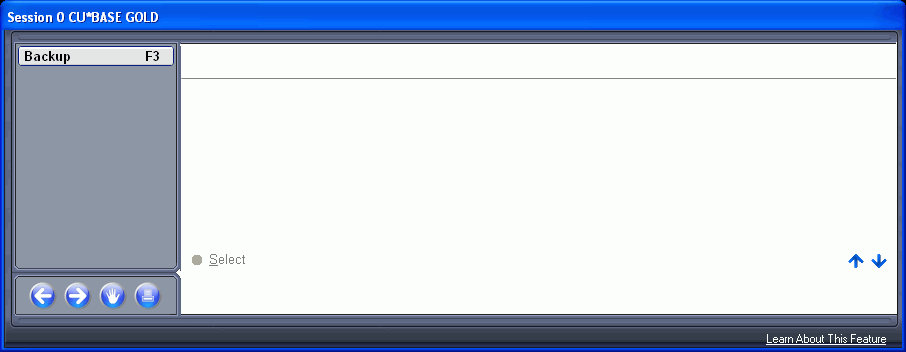 Session 0 CU*BASE GOLD
Backup F3
Select
Learn About This Feature